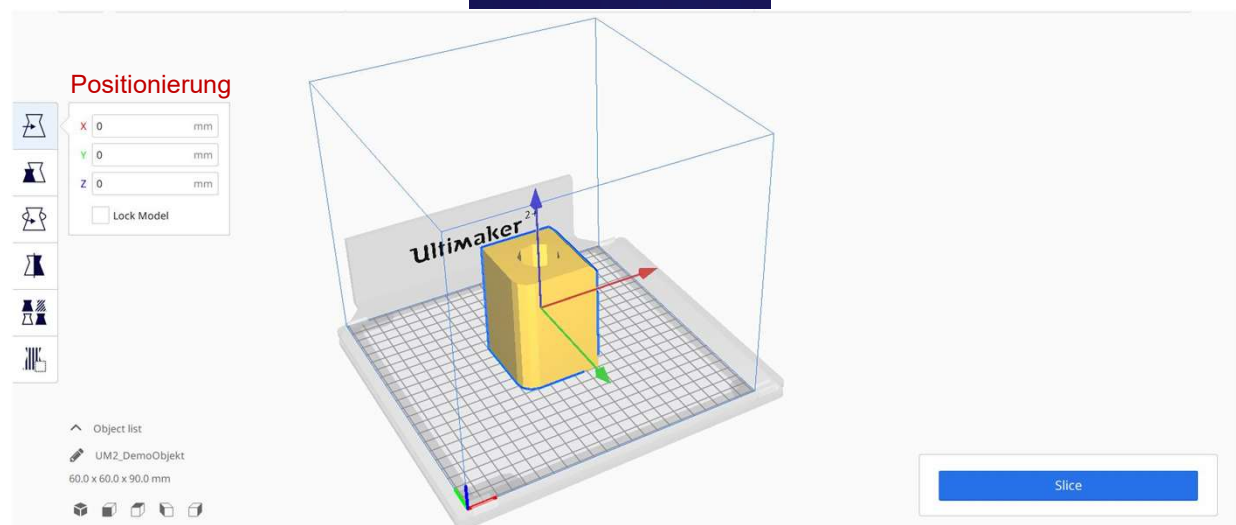 Positionierung
X 0 mm
Y 0 mm
Z 0 mm
Lock Model
Ultimaker 2+
Object list
UM2_DemoObjekt
60.0 x 60.0 x 90.0 mm
Slice